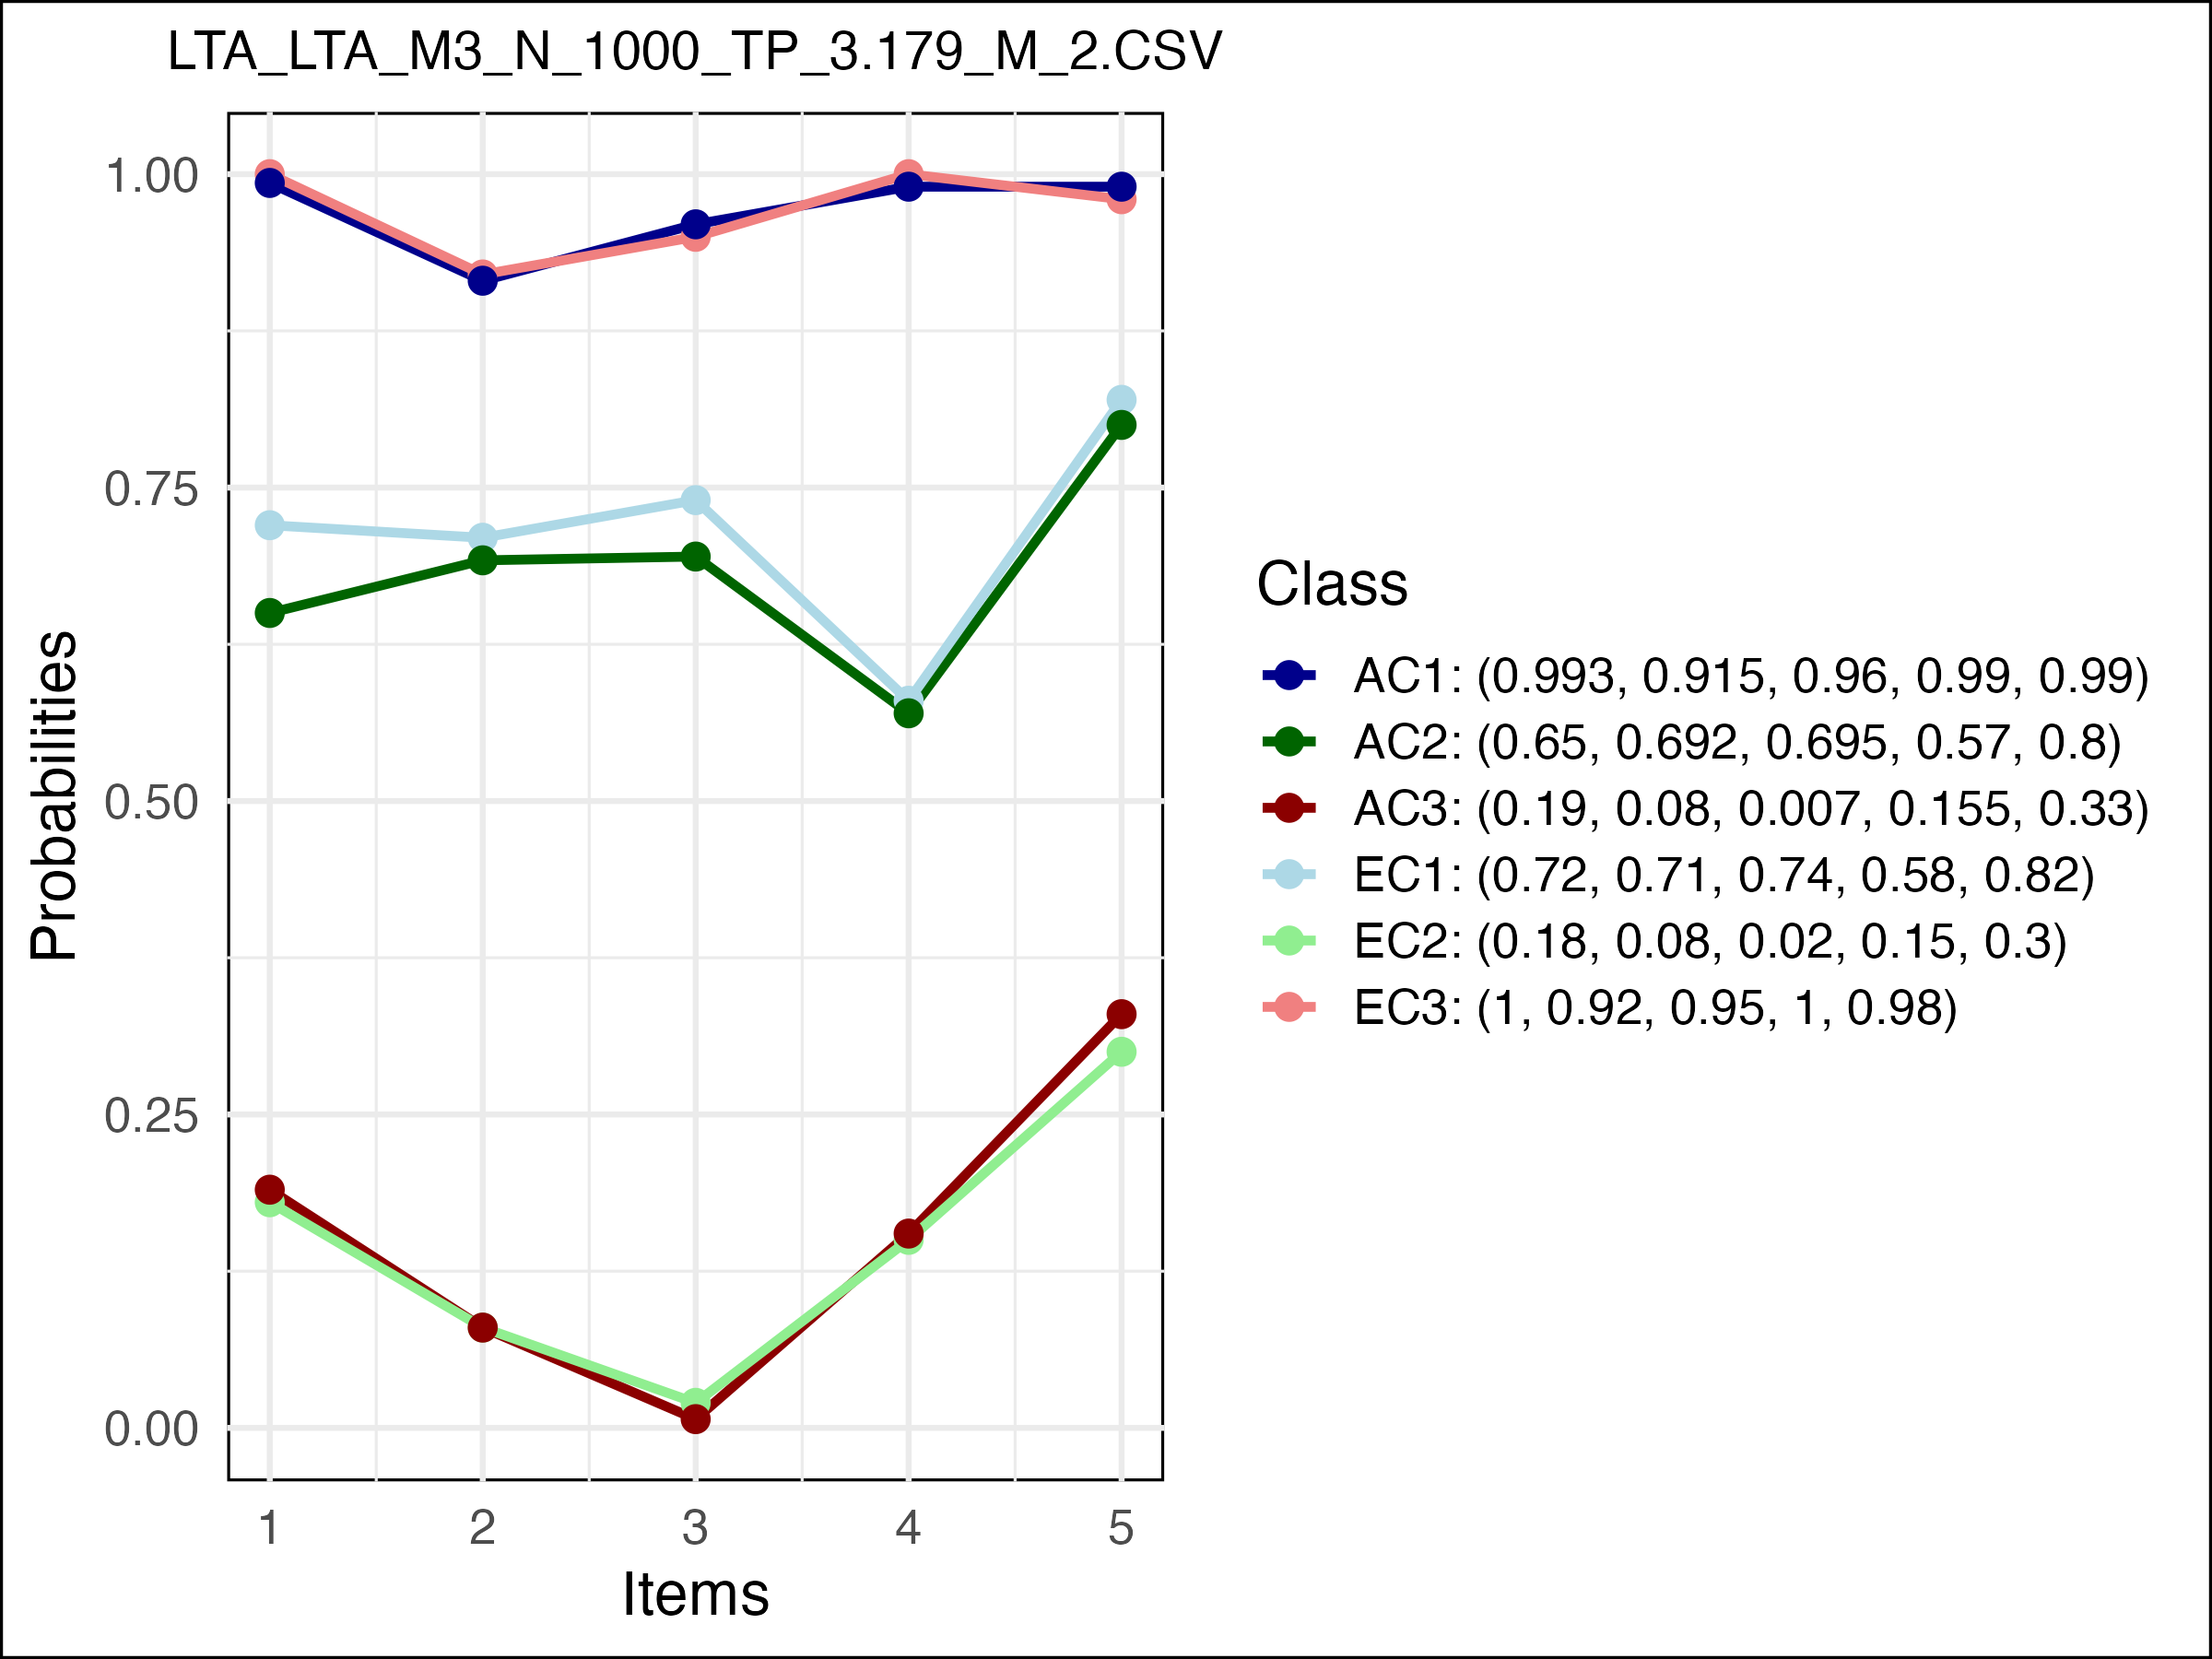 LTA_LTA_M3_N_1000_TP_3.179_M_2.CSV
Probabilities
1.00
0.75
0.50
0.25
0.00
1 2 3 4 5
Items
Class
AC1: (0.993, 0.915, 0.96, 0.99, 0.99)
AC2: (0.65, 0.692, 0.695, 0.57, 0.8)
AC3: (0.19, 0.08, 0.007, 0.155, 0.33)
EC1: (0.72, 0.71, 0.74, 0.58, 0.82)
EC2: (0.18, 0.08, 0.02, 0.15, 0.3)
EC3: (1, 0.92, 0.95, 1, 0.98)